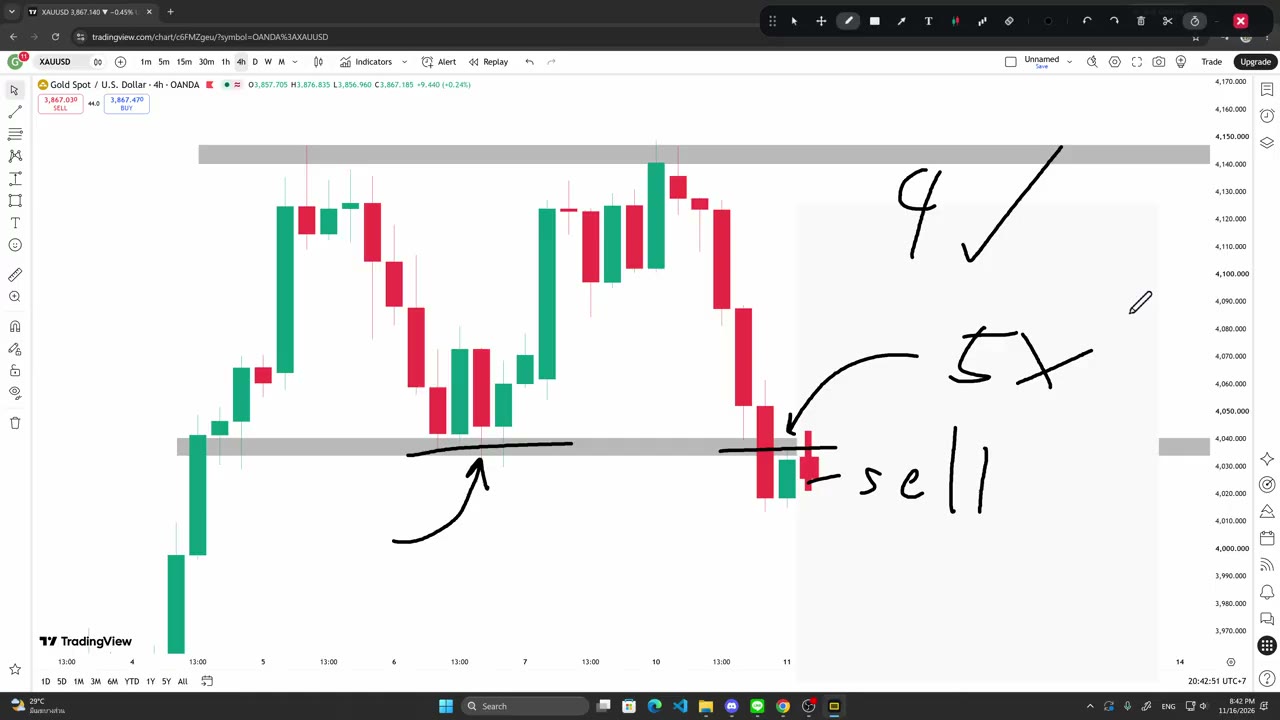 XAUUSD 3,867.140 ▼ −0.45%
tradingview.com/chart/c6FMZgeu/?symbol=OANDA%3AXAUUSD
G 11 XAUUSD 1m 5m 15m 30m 1h 4h D W M Indicators Alert Replay Unnamed Save Trade Upgrade
Gold Spot / U.S. Dollar · 4h · OANDA O3,857.705 H3,876.835 L3,856.960 C3,867.185 +9.440 (+0.24%)
3,867.030 SELL 44.0 3,867.470 BUY
4,170.000
4,160.000
4,150.000
4,140.000
4,130.000
4,120.000
4,110.000
4,100.000
4,090.000
4,080.000
4,070.000
4,060.000
4,050.000
4,040.000
4,030.000
4,020.000
4,010.000
4,000.000
3,990.000
3,980.000
3,970.000
5X
sell
TradingView
13:00 4 13:00 5 13:00 6 13:00 7 13:00 10 13:00 11 14
1D 5D 1M 3M 6M YTD 1Y 5Y All 20:42:51 UTC+7
29°C Search ENG 8:42 PM
11/16/2026